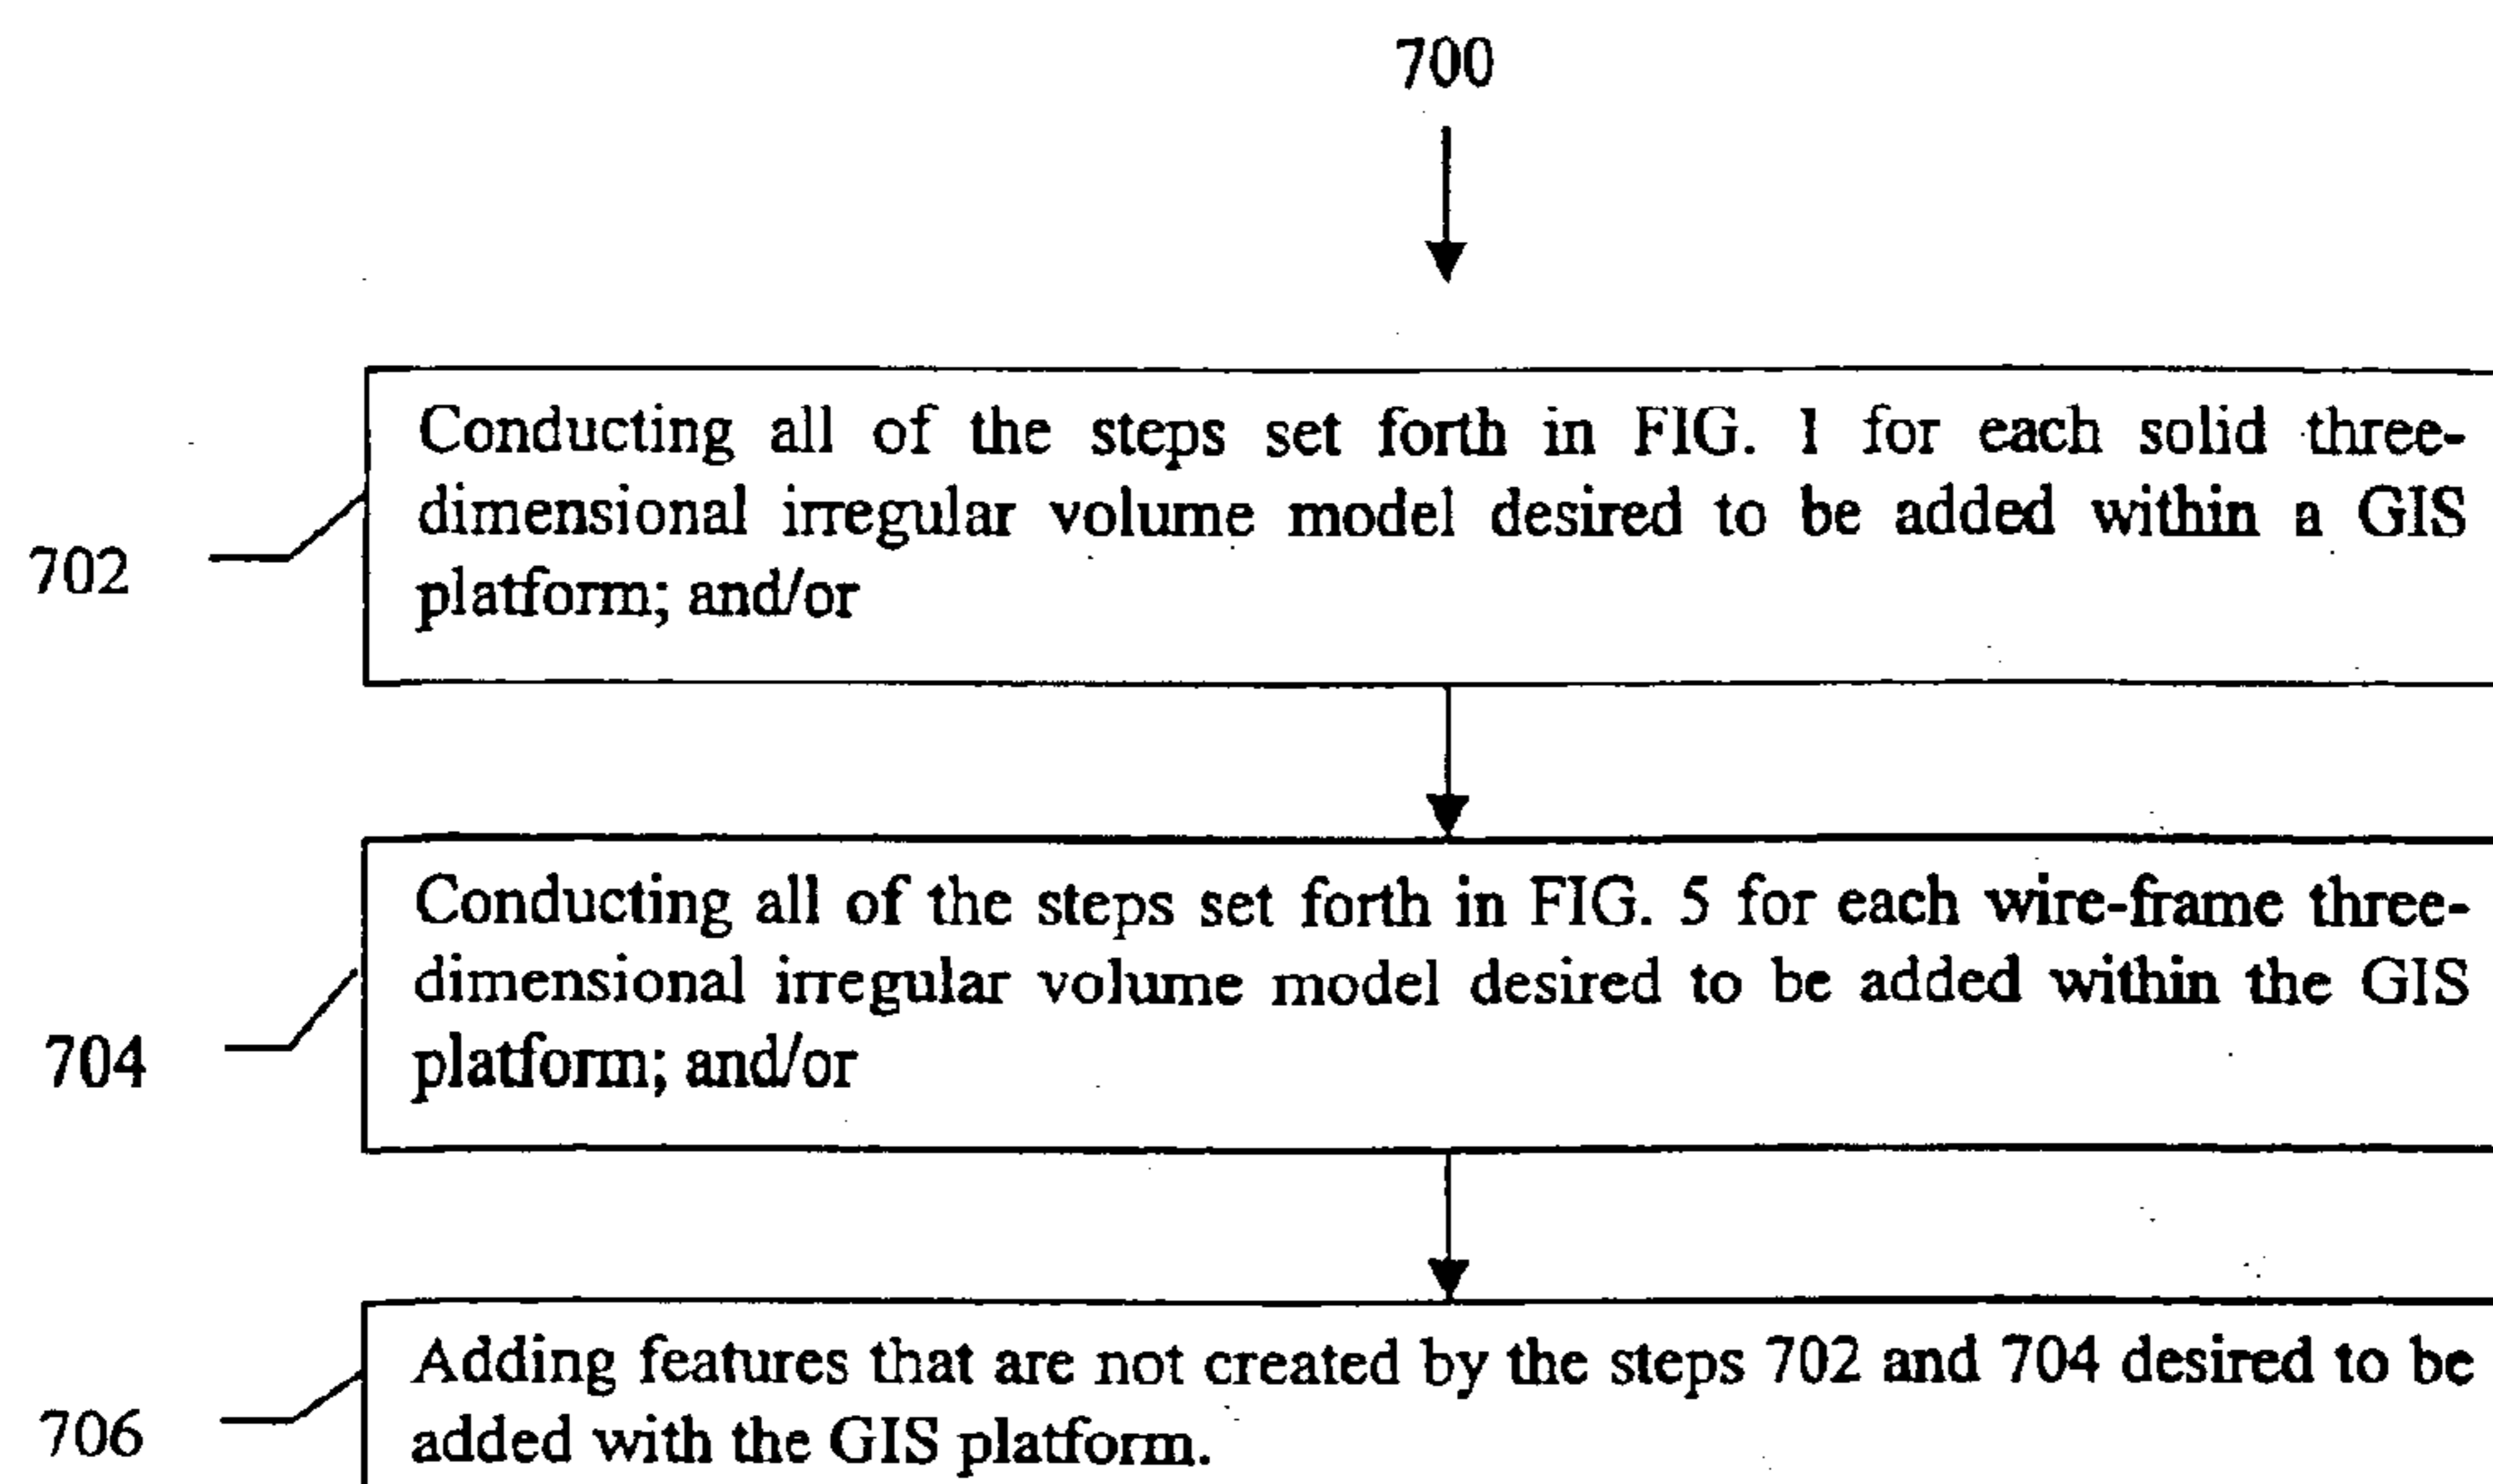 700
Conducting all of the steps set forth in FIG. 1 for each solid three-
dimensional irregular volume model desired to be added within a GIS
platform; and/or
702
Conducting all of the steps set forth in FIG. 5 for each wire-frame three-
dimensional irregular volume model desired to be added within the GIS
platform; and/or
704
Adding features that are not created by the steps 702 and 704 desired to be
added with the GIS platform.
706